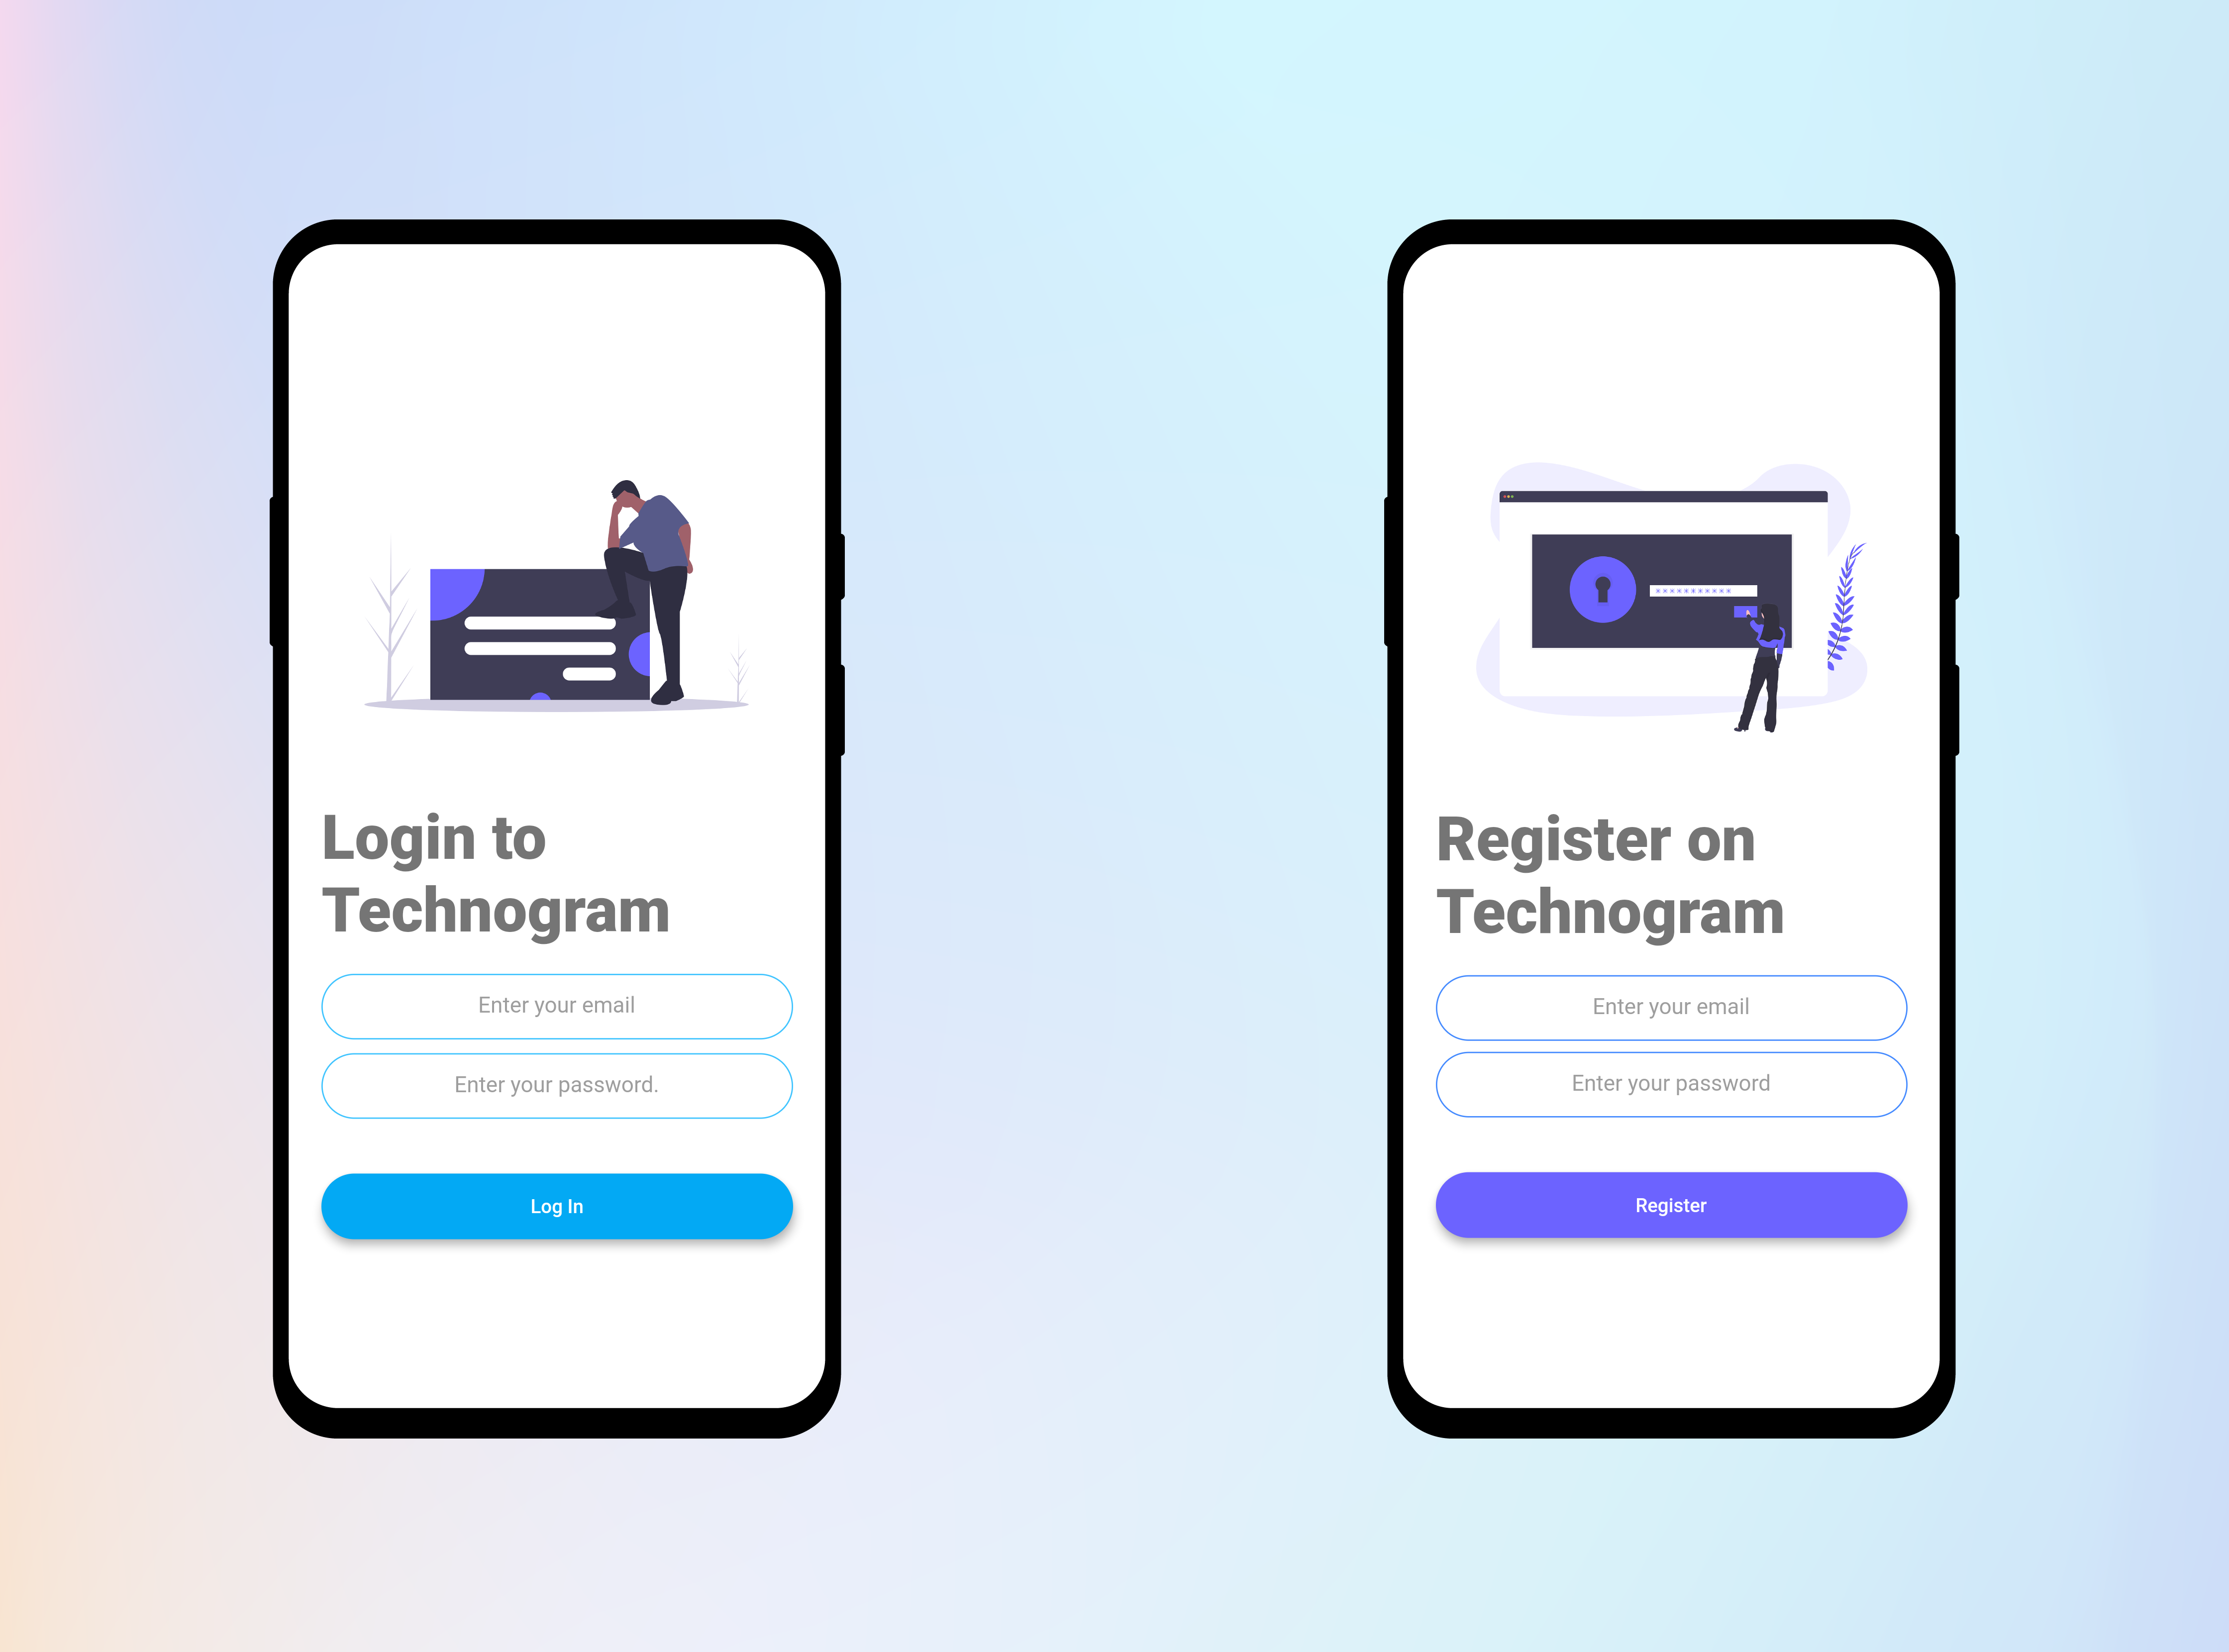 Login to
Technogram
Enter your email
Enter your password.
Log In
Register on
Technogram
Enter your email
Enter your password
Register